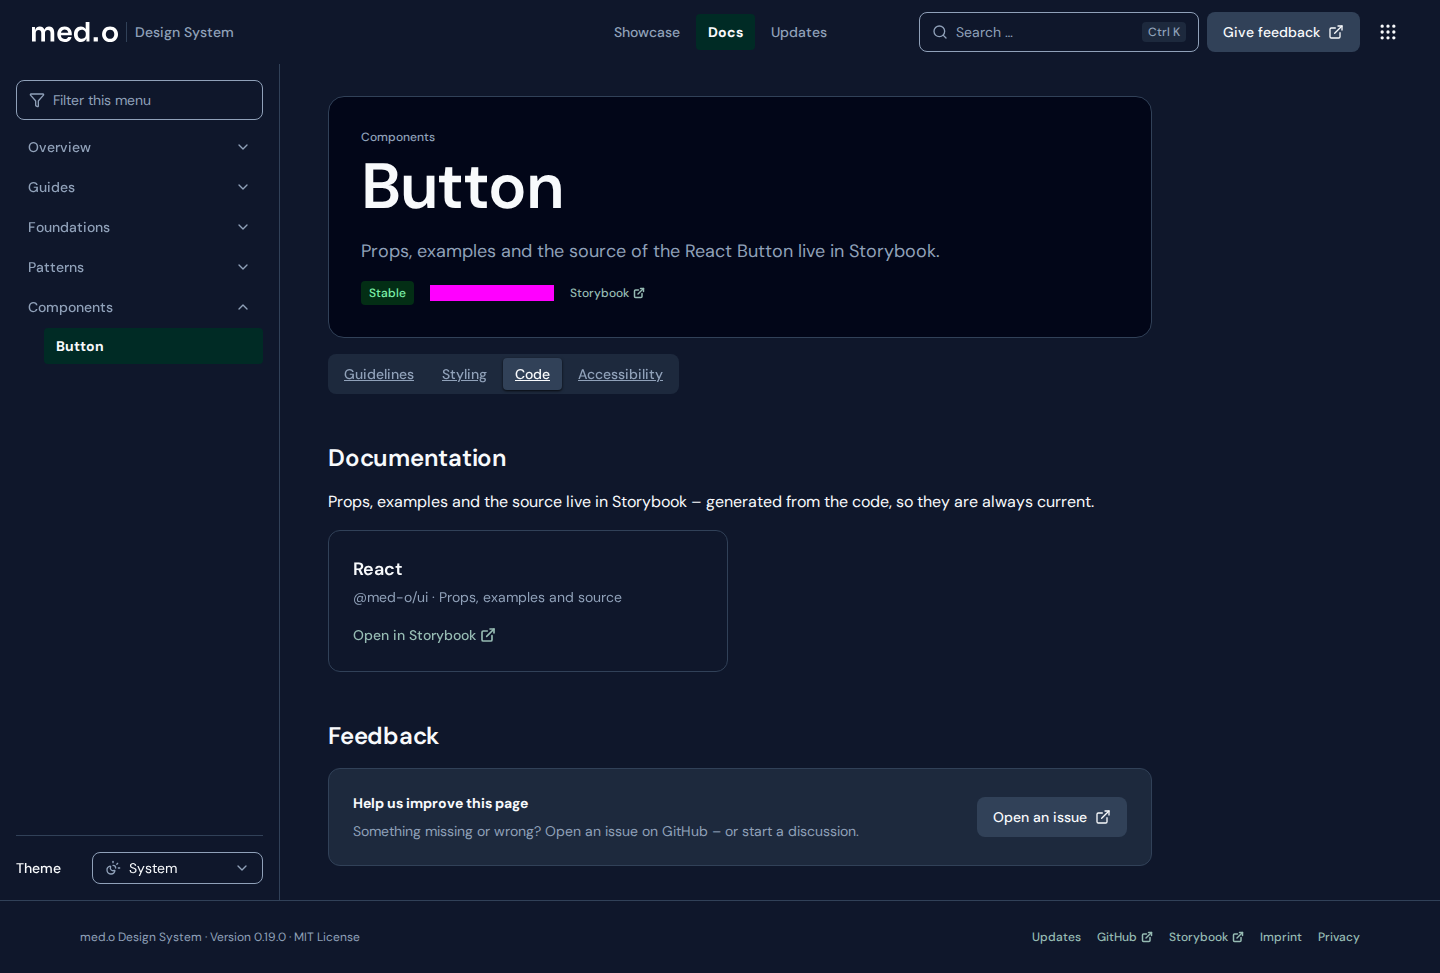 med.o Design System
Showcase Docs Updates
Search ... Ctrl K
Give feedback
Filter this menu
Overview
Guides
Foundations
Patterns
Components
Button
Theme System
Components
Button
Props, examples and the source of the React Button live in Storybook.
Stable Storybook
Guidelines Styling Code Accessibility
Documentation
Props, examples and the source live in Storybook – generated from the code, so they are always current.
React
@med-o/ui · Props, examples and source
Open in Storybook
Feedback
Help us improve this page
Something missing or wrong? Open an issue on GitHub – or start a discussion.
Open an issue
med.o Design System · Version 0.19.0 · MIT License
Updates GitHub Storybook Imprint Privacy